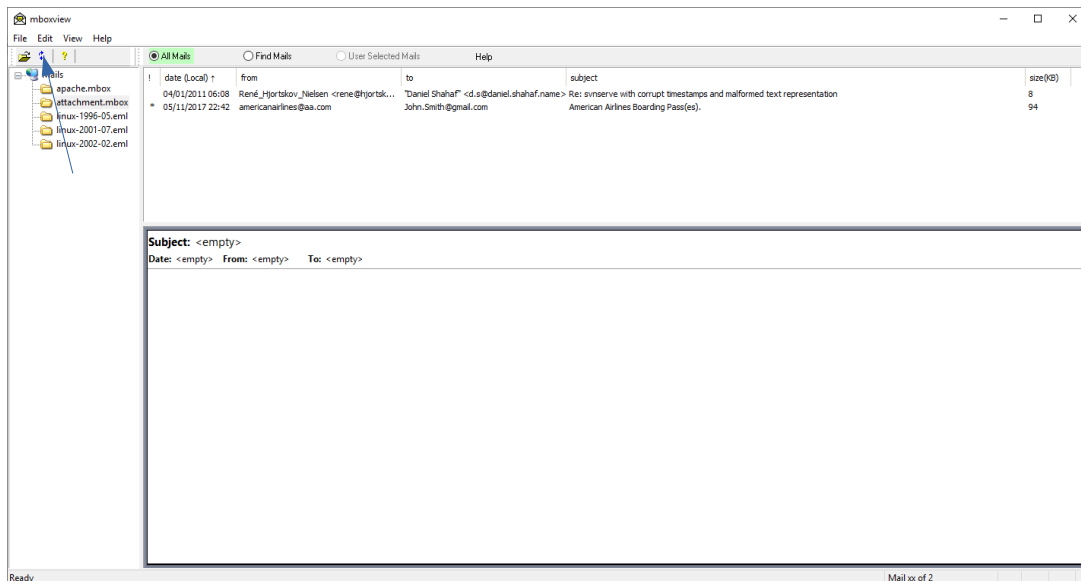 mboxview
File Edit View Help
? All Mails Find Mails User Selected Mails Help
Mails
apache.mbox
attachment.mbox
linux-1996-05.eml
linux-2001-07.eml
linux-2002-02.eml
! date (Local) ↑ from to subject size(KB)
04/01/2011 06:08 René_Hjortskov_Nielsen <rene@hjortsk... "Daniel Shahaf" <d.s@daniel.shahaf.name> Re: svnserve with corrupt timestamps and malformed text representation 8
* 05/11/2017 22:42 americanairlines@aa.com John.Smith@gmail.com American Airlines Boarding Pass(es). 94
Subject: <empty>
Date: <empty> From: <empty> To: <empty>
Ready Mail xx of 2